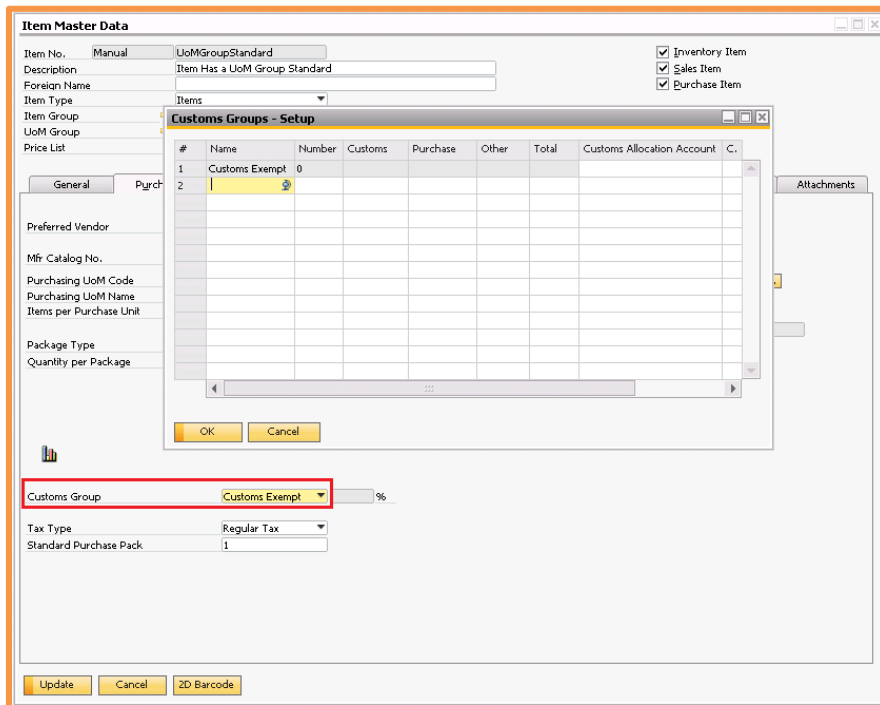 Item Master Data
Item No. Manual UoMGroupStandard Inventory Item
Description Item Has a UoM Group Standard Sales Item
Foreign Name Purchase Item
Item Type Items
Item Group
UoM Group
Price List
Customs Groups - Setup
# Name Number Customs Purchase Other Total Customs Allocation Account C.
1 Customs Exempt 0
2
General Purch Attachments
Preferred Vendor
Mfr Catalog No.
Purchasing UoM Code
Purchasing UoM Name
Items per Purchase Unit
Package Type
Quantity per Package
OK Cancel
Customs Group Customs Exempt %
Tax Type Regular Tax
Standard Purchase Pack 1
Update Cancel 2D Barcode